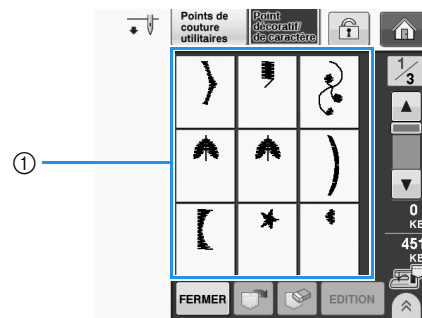 Points de
couture
utilitaires
Point
décoratif/
de caractère
1/3
①
0
KB
451
KB
FERMER
EDITION